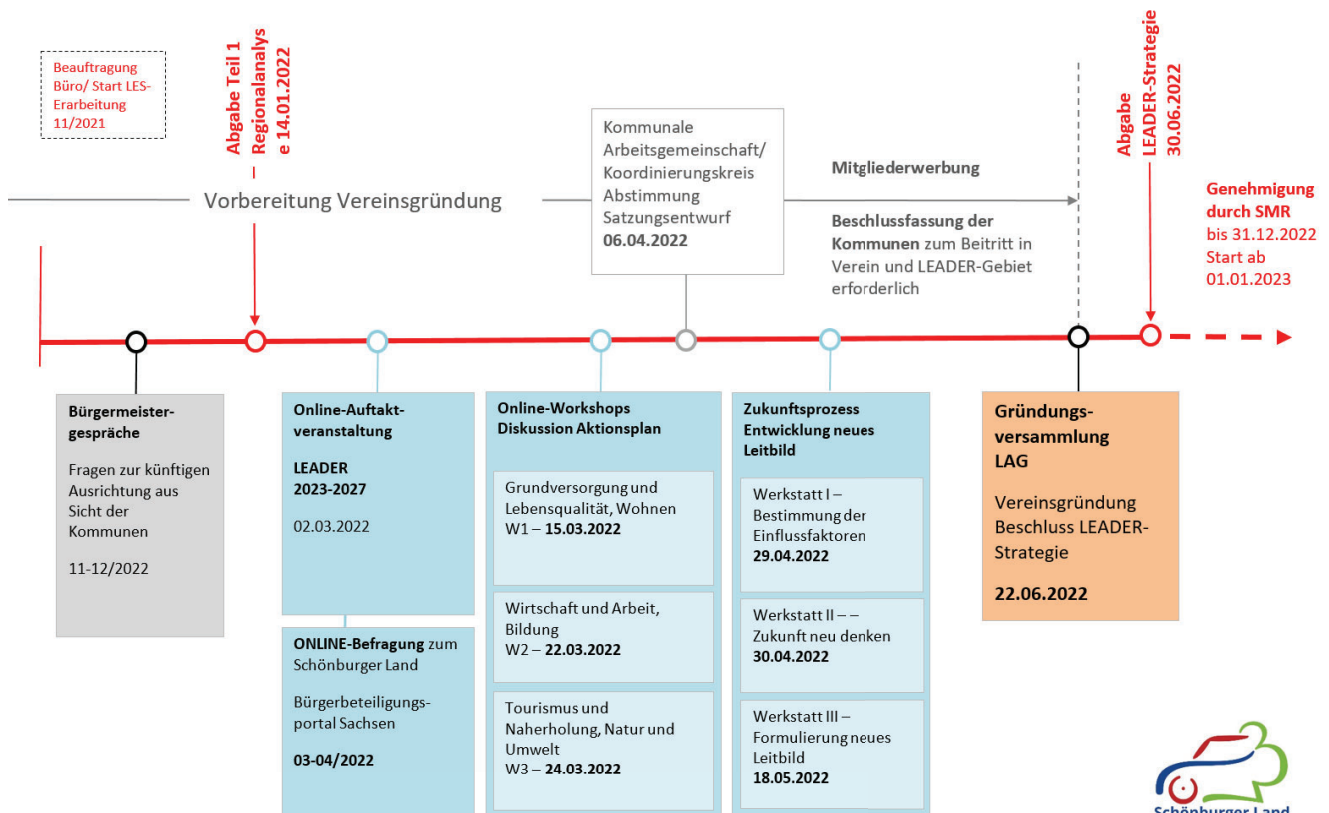 Beauftragung
Büro/ Start LES-
Erarbeitung
11/2021
Abgabe Teil 1
Regionalanalys
e 14.01.2022
Vorbereitung Vereinsgründung
Kommunale
Arbeitsgemeinschaft/
Koordinierungskreis
Abstimmung
Satzungsentwurf
06.04.2022
Mitgliederwerbung
Beschlussfassung der
Kommunen zum Beitritt in
Verein und LEADER-Gebiet
erforderlich
Abgabe
LEADER-Strategie
30.06.2022
Genehmigung
durch SMR
bis 31.12.2022
Start ab
01.01.2023
Bürgermeister-
gespräche
Fragen zur künftigen
Ausrichtung aus
Sicht der
Kommunen
11-12/2022
Online-Auftakt-
veranstaltung
LEADER
2023-2027
02.03.2022
ONLINE-Befragung zum
Schönburger Land
Bürgerbeteiligungs-
portal Sachsen
03-04/2022
Online-Workshops
Diskussion Aktionsplan
Grundversorgung und
Lebensqualität, Wohnen
W1 – 15.03.2022
Wirtschaft und Arbeit,
Bildung
W2 – 22.03.2022
Tourismus und
Naherholung, Natur und
Umwelt
W3 – 24.03.2022
Zukunftsprozess
Entwicklung neues
Leitbild
Werkstatt I –
Bestimmung der
Einflussfaktoren
29.04.2022
Werkstatt II – –
Zukunft neu denken
30.04.2022
Werkstatt III –
Formulierung neues
Leitbild
18.05.2022
Gründungs-
versammlung
LAG
Vereinsgründung
Beschluss LEADER-
Strategie
22.06.2022
Schönburger Land